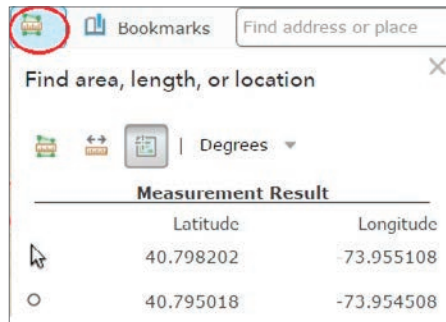 Bookmarks Find address or place
Find area, length, or location
| Degrees
Measurement Result
Latitude Longitude
40.798202 -73.955108
40.795018 -73.954508